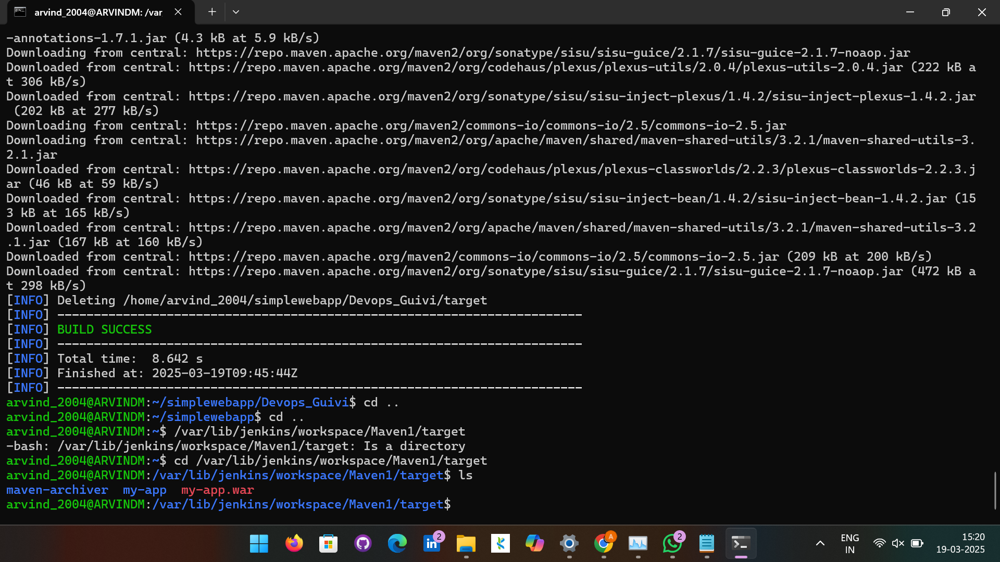 arvind_2004@ARVINDM: /var
-annotations-1.7.1.jar (4.3 kB at 5.9 kB/s)
Downloading from central: https://repo.maven.apache.org/maven2/org/sonatype/sisu/sisu-guice/2.1.7/sisu-guice-2.1.7-noaop.jar
Downloaded from central: https://repo.maven.apache.org/maven2/org/codehaus/plexus/plexus-utils/2.0.4/plexus-utils-2.0.4.jar (222 kB a
t 306 kB/s)
Downloaded from central: https://repo.maven.apache.org/maven2/org/sonatype/sisu/sisu-inject-plexus/1.4.2/sisu-inject-plexus-1.4.2.jar
 (202 kB at 277 kB/s)
Downloading from central: https://repo.maven.apache.org/maven2/commons-io/commons-io/2.5/commons-io-2.5.jar
Downloading from central: https://repo.maven.apache.org/maven2/org/apache/maven/shared/maven-shared-utils/3.2.1/maven-shared-utils-3.
2.1.jar
Downloaded from central: https://repo.maven.apache.org/maven2/org/codehaus/plexus/plexus-classworlds/2.2.3/plexus-classworlds-2.2.3.j
ar (46 kB at 59 kB/s)
Downloaded from central: https://repo.maven.apache.org/maven2/org/sonatype/sisu/sisu-inject-bean/1.4.2/sisu-inject-bean-1.4.2.jar (15
3 kB at 165 kB/s)
Downloaded from central: https://repo.maven.apache.org/maven2/org/apache/maven/shared/maven-shared-utils/3.2.1/maven-shared-utils-3.2
.1.jar (167 kB at 160 kB/s)
Downloaded from central: https://repo.maven.apache.org/maven2/commons-io/commons-io/2.5/commons-io-2.5.jar (209 kB at 200 kB/s)
Downloaded from central: https://repo.maven.apache.org/maven2/org/sonatype/sisu/sisu-guice/2.1.7/sisu-guice-2.1.7-noaop.jar (472 kB a
t 298 kB/s)
[INFO] Deleting /home/arvind_2004/simplewebapp/Devops_Guivi/target
[INFO] ------------------------------------------------------------------------
[INFO] BUILD SUCCESS
[INFO] ------------------------------------------------------------------------
[INFO] Total time:  8.642 s
[INFO] Finished at: 2025-03-19T09:45:44Z
[INFO] ------------------------------------------------------------------------
arvind_2004@ARVINDM:~/simplewebapp/Devops_Guivi$ cd ..
arvind_2004@ARVINDM:~/simplewebapp$ cd ..
arvind_2004@ARVINDM:~$ /var/lib/jenkins/workspace/Maven1/target
-bash: /var/lib/jenkins/workspace/Maven1/target: Is a directory
arvind_2004@ARVINDM:~$ cd /var/lib/jenkins/workspace/Maven1/target
arvind_2004@ARVINDM:/var/lib/jenkins/workspace/Maven1/target$ ls
maven-archiver  my-app  my-app.war
arvind_2004@ARVINDM:/var/lib/jenkins/workspace/Maven1/target$
in 2 A 2
ENG
IN
15:20
19-03-2025